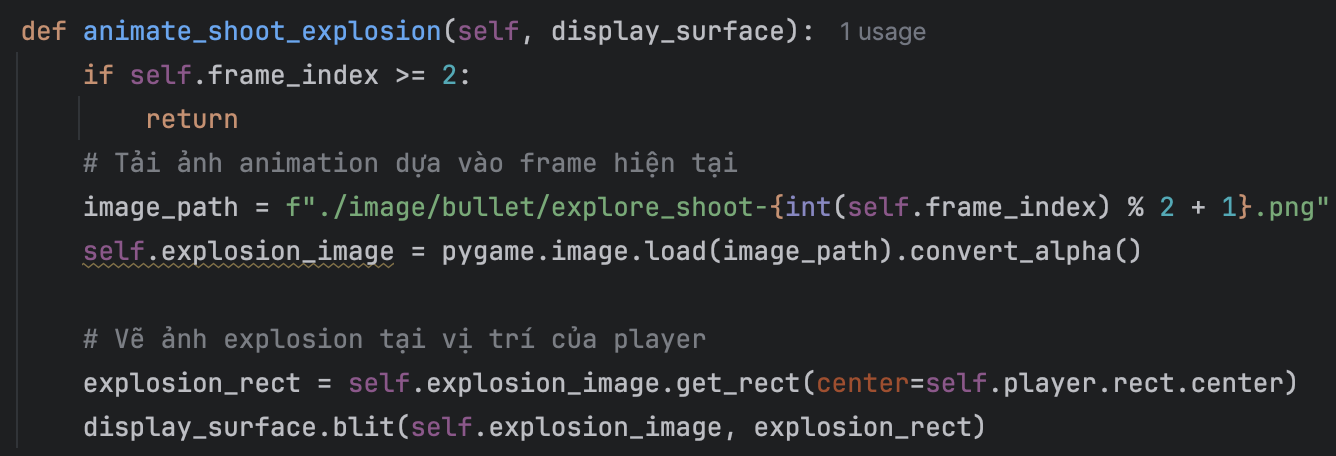 def animate_shoot_explosion(self, display_surface): 1 usage
if self.frame_index >= 2:
return
# Tải ảnh animation dựa vào frame hiện tại
image_path = f"./image/bullet/explore_shoot-{int(self.frame_index) % 2 + 1}.png"
self.explosion_image = pygame.image.load(image_path).convert_alpha()
# Vẽ ảnh explosion tại vị trí của player
explosion_rect = self.explosion_image.get_rect(center=self.player.rect.center)
display_surface.blit(self.explosion_image, explosion_rect)